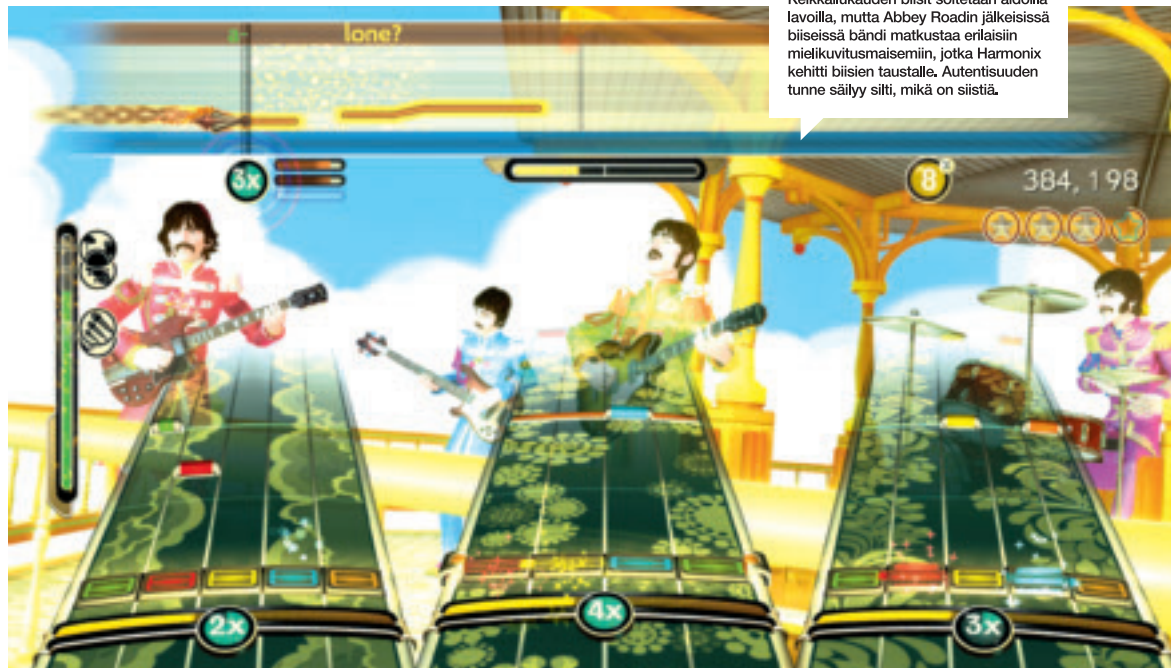 Keikkailukauden biisit soitetaan aidoilla
lavoilla, mutta Abbey Roadin jälkeisissä
biiseissä bändi matkustaa erilaisiin
mielikuvitusmaisemiin, jotka Harmonix
kehitti biisien taustalle. Autentisuuden
tunne säilyy silti, mikä on siistiä.
lone?
3x
8x
384,198
2x
4x
3x